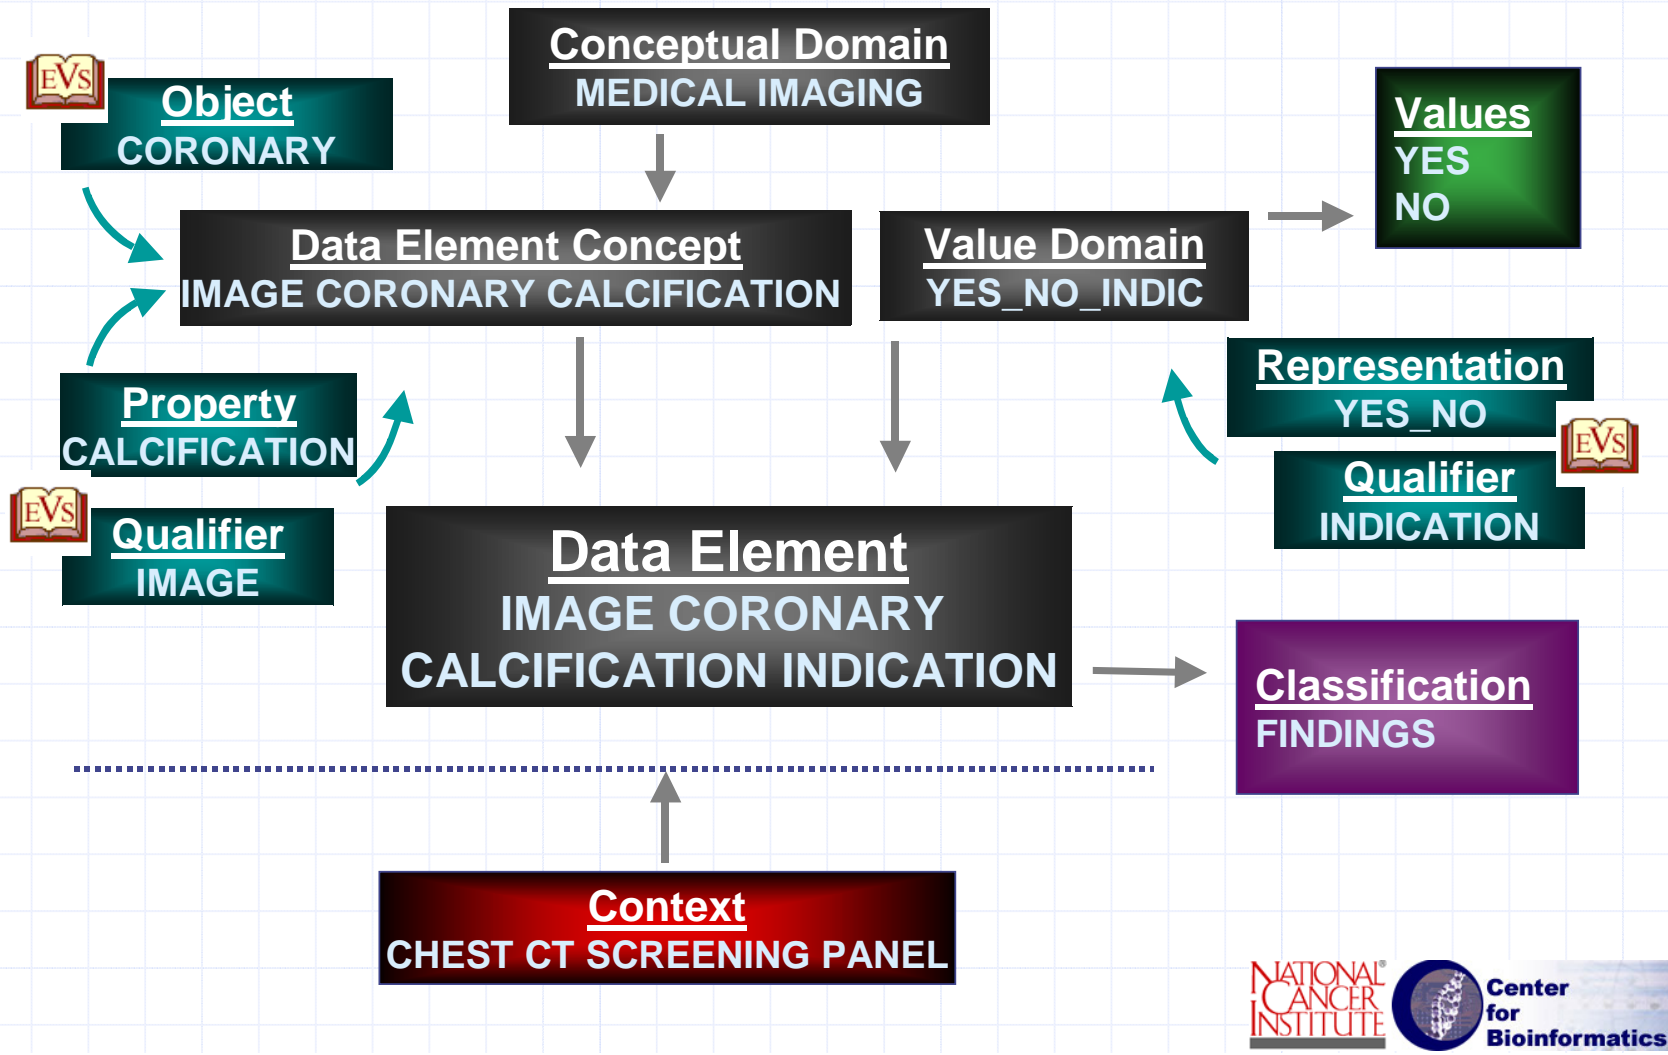 Conceptual Domain
MEDICAL IMAGING
EVS
Object
CORONARY
Values
YES
NO
Data Element Concept
IMAGE CORONARY CALCIFICATION
Value Domain
YES_NO_INDIC
Property
CALCIFICATION
Representation
YES_NO
EVS
Qualifier
INDICATION
EVS
Qualifier
IMAGE
Data Element
IMAGE CORONARY
CALCIFICATION INDICATION
Classification
FINDINGS
Context
CHEST CT SCREENING PANEL
NATIONAL®
CANCER
INSTITUTE
Center
for
Bioinformatics